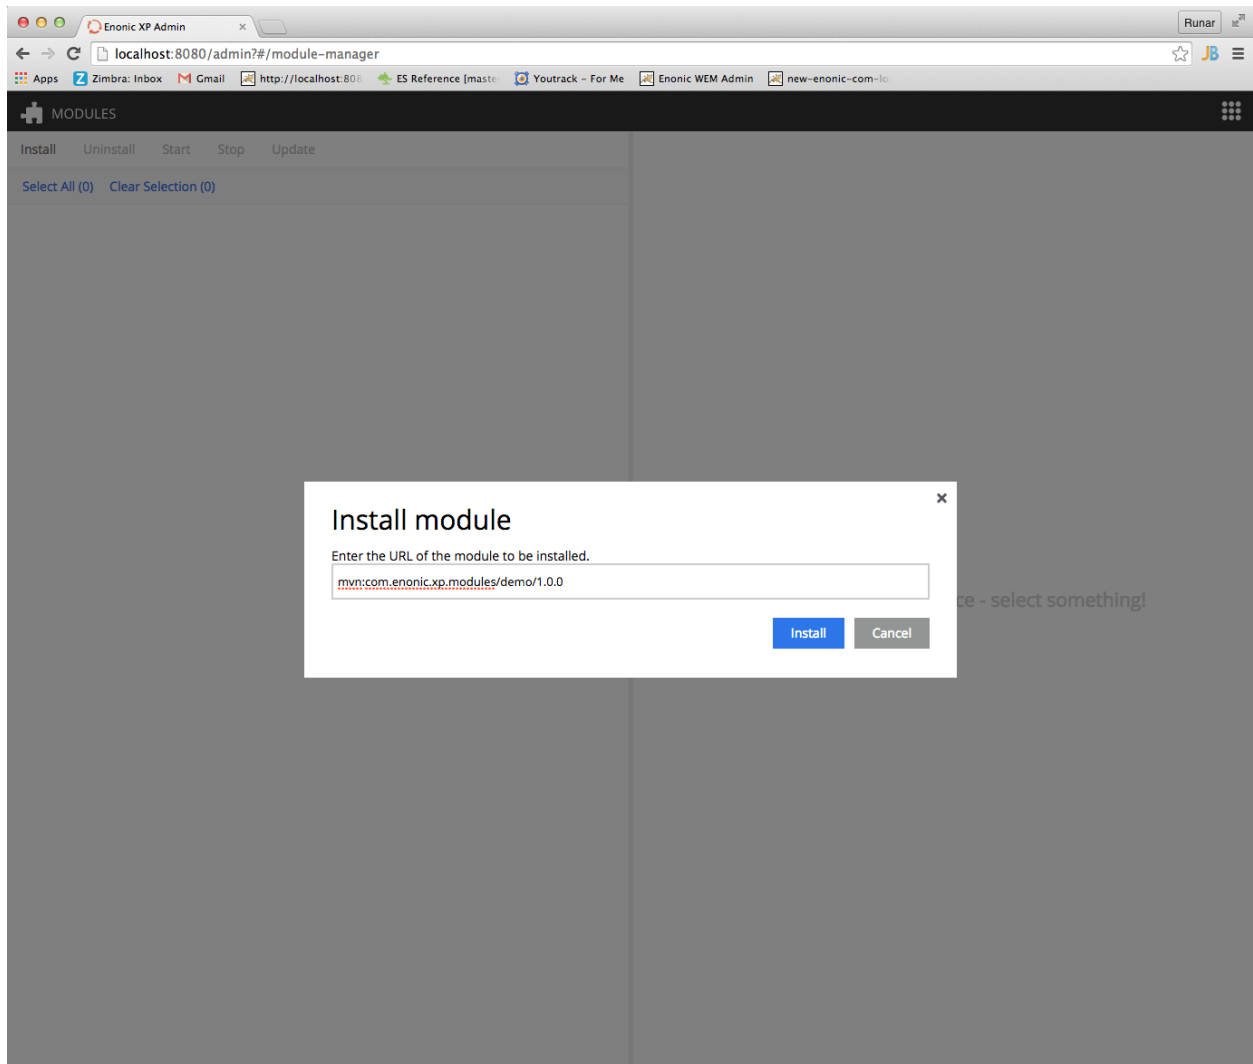 Enonic XP Admin
Runar
localhost:8080/admin?#/module-manager
JB
Apps Zimbra: Inbox Gmail http://localhost:808 ES Reference [maste Youtrack – For Me Enonic WEM Admin new-enonic-com-lo
MODULES
Install Uninstall Start Stop Update
Select All (0) Clear Selection (0)
Install module
Enter the URL of the module to be installed.
mvn:com.enonic.xp.modules/demo/1.0.0
ce - select something!
Install Cancel